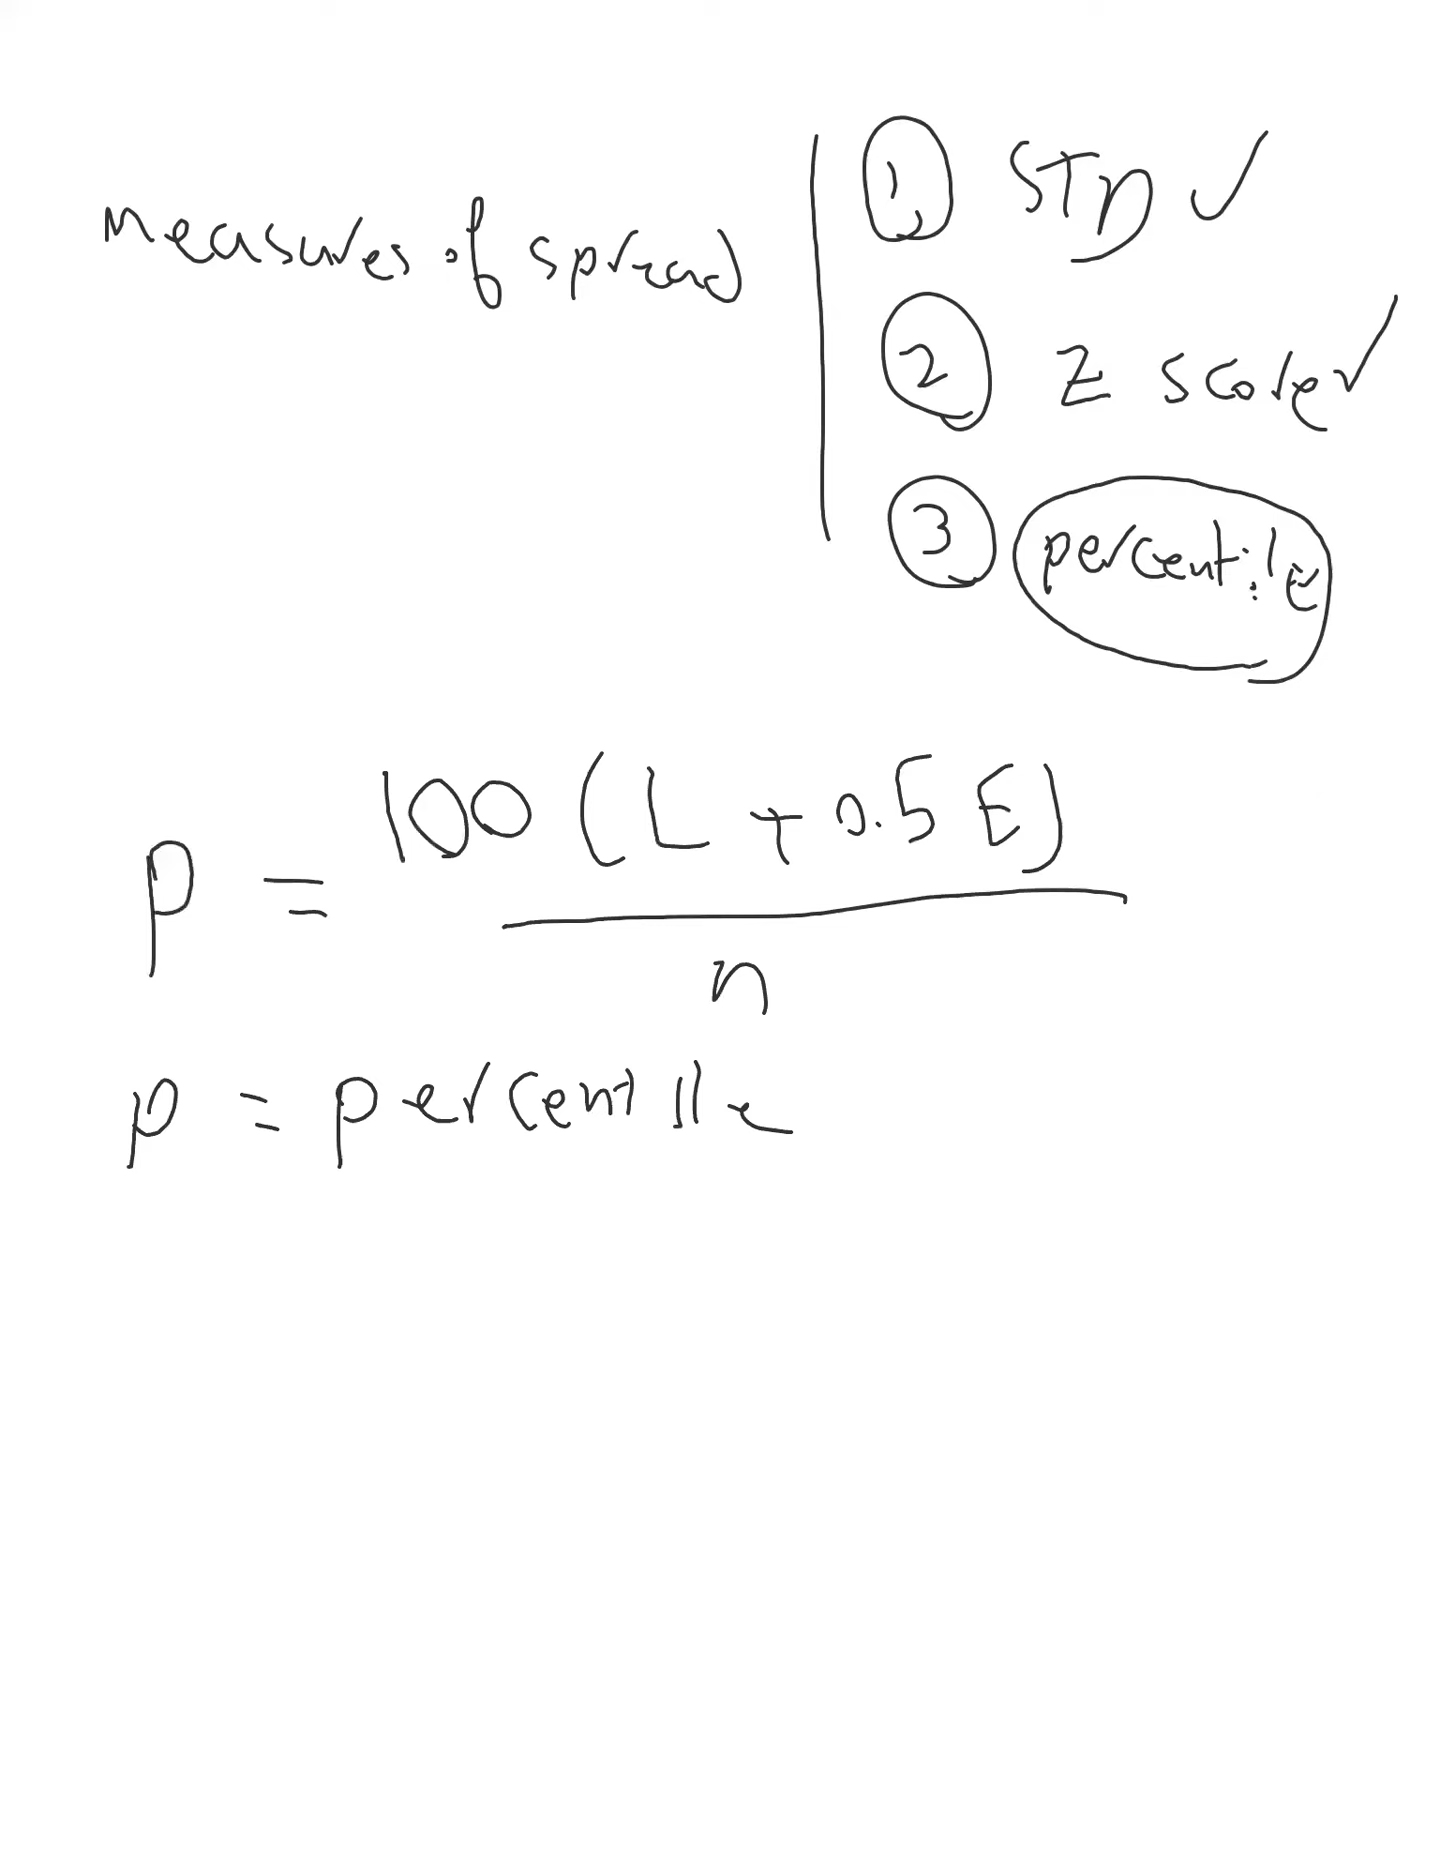 measures of spread
1 STD ✓
2 Z score ✓
3 percentile
P = 100 (L + 0.5 E)
n
p = percentile